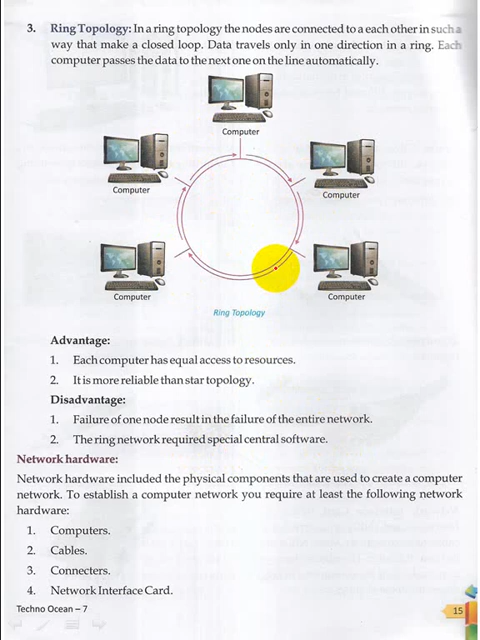 3. Ring Topology: In a ring topology the nodes are connected to a each other in such a
way that make a closed loop. Data travels only in one direction in a ring. Each
computer passes the data to the next one on the line automatically.
Computer
Computer
Computer
Computer
Computer
Ring Topology
Advantage:
1. Each computer has equal access to resources.
2. It is more reliable than star topology.
Disadvantage:
1. Failure of one node result in the failure of the entire network.
2. The ring network required special central software.
Network hardware:
Network hardware included the physical components that are used to create a computer
network. To establish a computer network you require at least the following network
hardware:
1. Computers.
2. Cables.
3. Connecters.
4. Network Interface Card.
Techno Ocean – 7
15